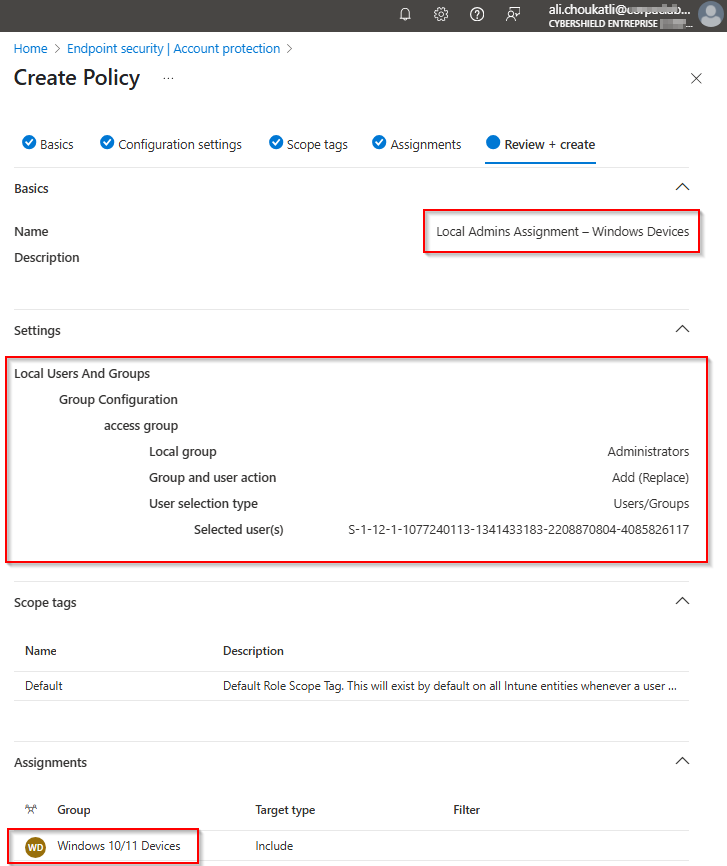 ali.choukatli@
CYBERSHIELD ENTREPRISE
Home > Endpoint security | Account protection >
Create Policy ...
Basics
Configuration settings
Scope tags
Assignments
Review + create
Basics
Name Local Admins Assignment – Windows Devices
Description
Settings
Local Users And Groups
Group Configuration
access group
Local group Administrators
Group and user action Add (Replace)
User selection type Users/Groups
Selected user(s) S-1-12-1-1077240113-1341433183-2208870804-4085826117
Scope tags
Name Description
Default Default Role Scope Tag. This will exist by default on all Intune entities whenever a user ...
Assignments
Group Target type Filter
WD Windows 10/11 Devices Include